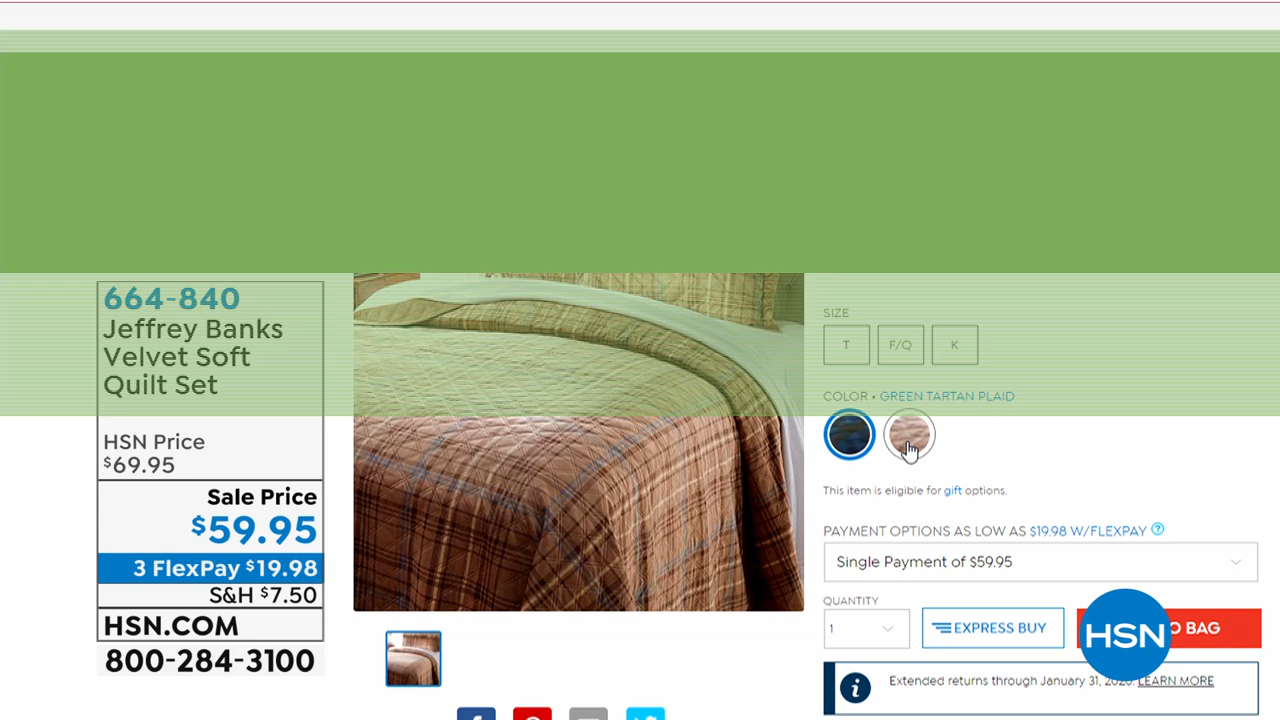 664-840
Jeffrey Banks
Velvet Soft
Quilt Set
HSN Price
$69.95
Sale Price
$59.95
3 FlexPay $19.98
S&H $7.50
HSN.COM
800-284-3100
SIZE
T F/Q K
COLOR • GREEN TARTAN PLAID
This item is eligible for gift options.
PAYMENT OPTIONS AS LOW AS $19.98 W/FLEXPAY ?
Single Payment of $59.95
QUANTITY
1 EXPRESS BUY BAG
HSN
Extended returns through January 31, LEARN MORE